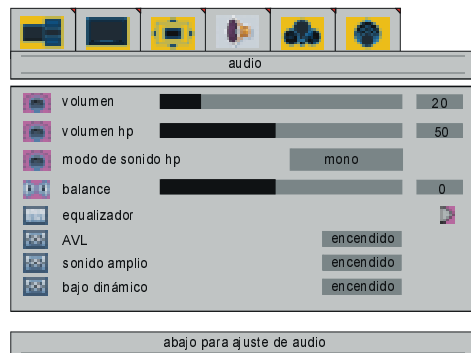 audio
volumen 20
volumen hp 50
modo de sonido hp mono
balance 0
equalizador
AVL encendido
sonido amplio encendido
bajo dinámico encendido
abajo para ajuste de audio